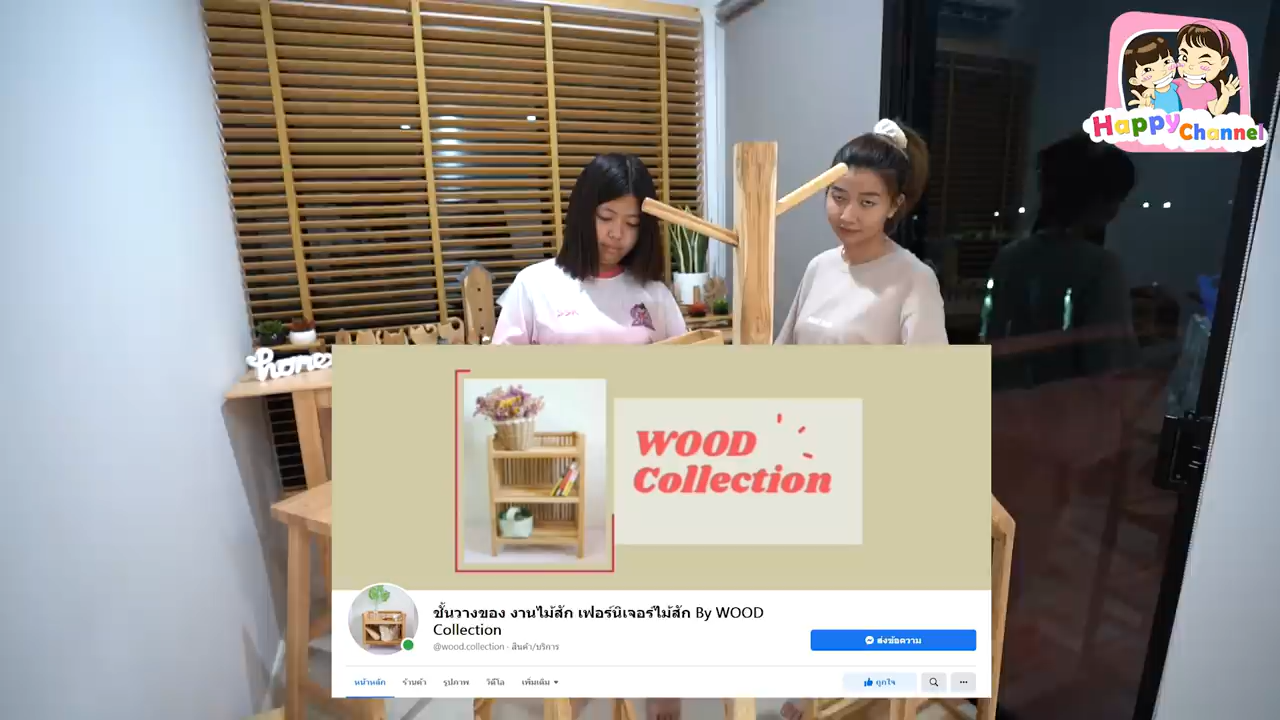 Happy Channel
home
WOOD
Collection
ชั้นวางของ งานไม้สัก เฟอร์นิเจอร์ไม้สัก By WOOD
Collection
@wood.collection · สินค้า/บริการ
ส่งข้อความ
หน้าหลัก ร้านค้า รูปภาพ วิดีโอ เพิ่มเติม
ถูกใจ